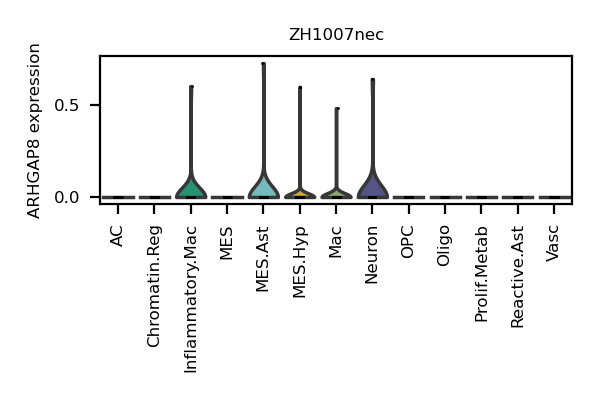 ZH1007nec
ARHGAP8 expression
0.5
0.0
AC
Chromatin.Reg
Inflammatory.Mac
MES
MES.Ast
MES.Hyp
Mac
Neuron
OPC
Oligo
Prolif.Metab
Reactive.Ast
Vasc